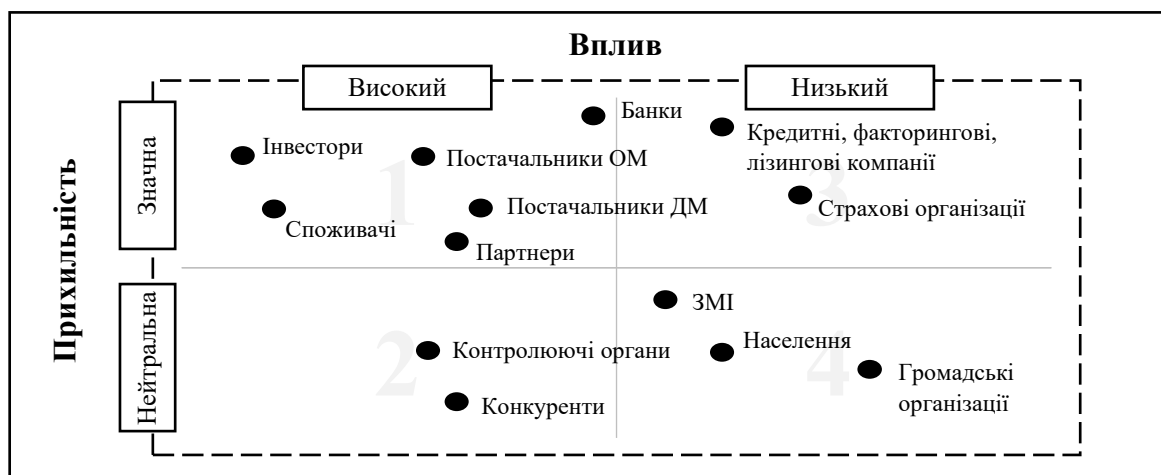 Вплив
Високий
Низький
Прихильність
Значна
Нейтральна
1
Інвестори
Споживачі
Постачальники ОМ
Постачальники ДМ
Партнери
Банки
3
Кредитні, факторингові,
лізингові компанії
Страхові організації
2
Контролюючі органи
Конкуренти
4
ЗМІ
Населення
Громадські
організації